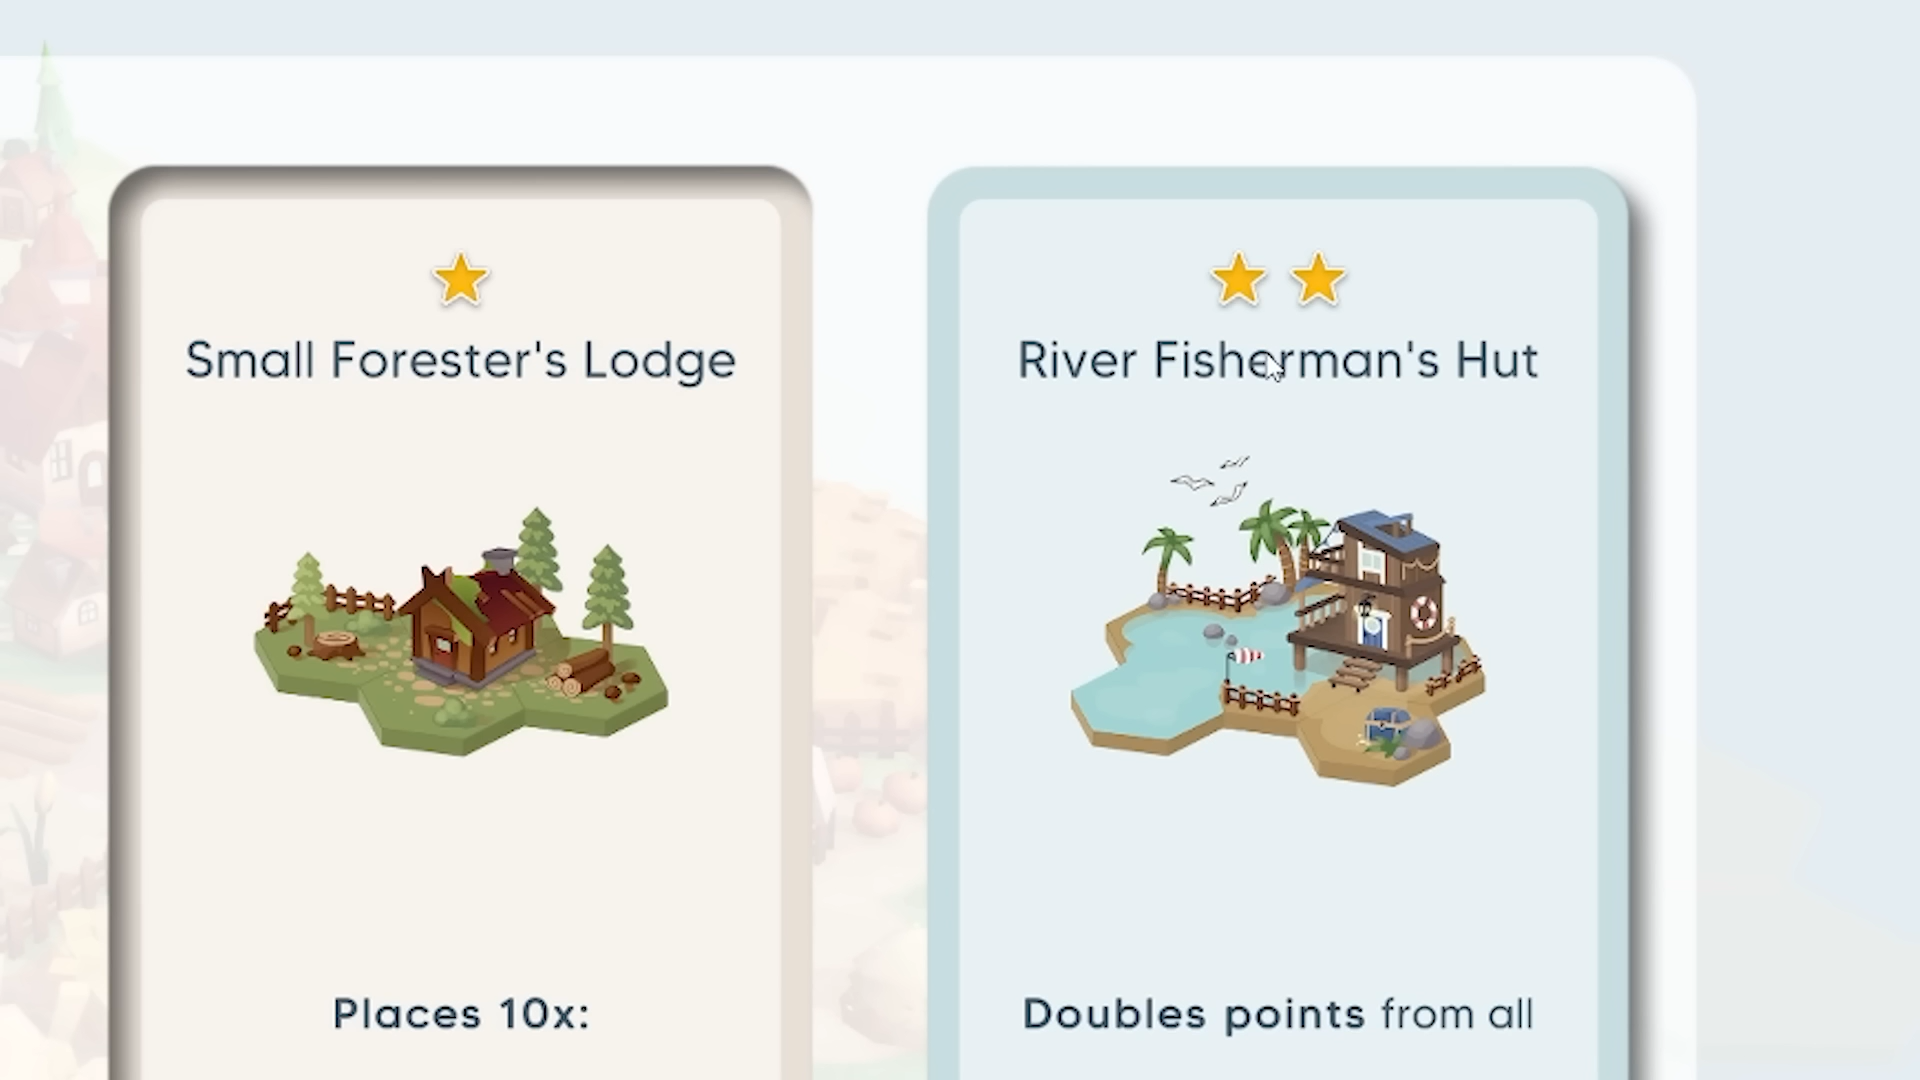 Small Forester's Lodge
River Fisherman's Hut
Places 10x:
Doubles points from all